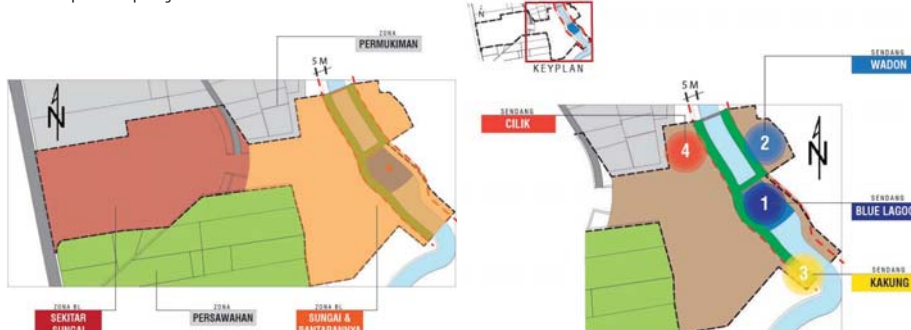 ZONA
PERMUKIMAN
5 M
N
ZONA BL
SEKITAR
SUNGAI
ZONA
PERSAWAHAN
ZONA BL
SUNGAI &
BANTARANNYA
N
KEYPLAN
SENDANG
WADON
5 M
SENDANG
CILIK
4
2
N
1
SENDANG
BLUE LAGOO
3
SENDANG
KAKUNG